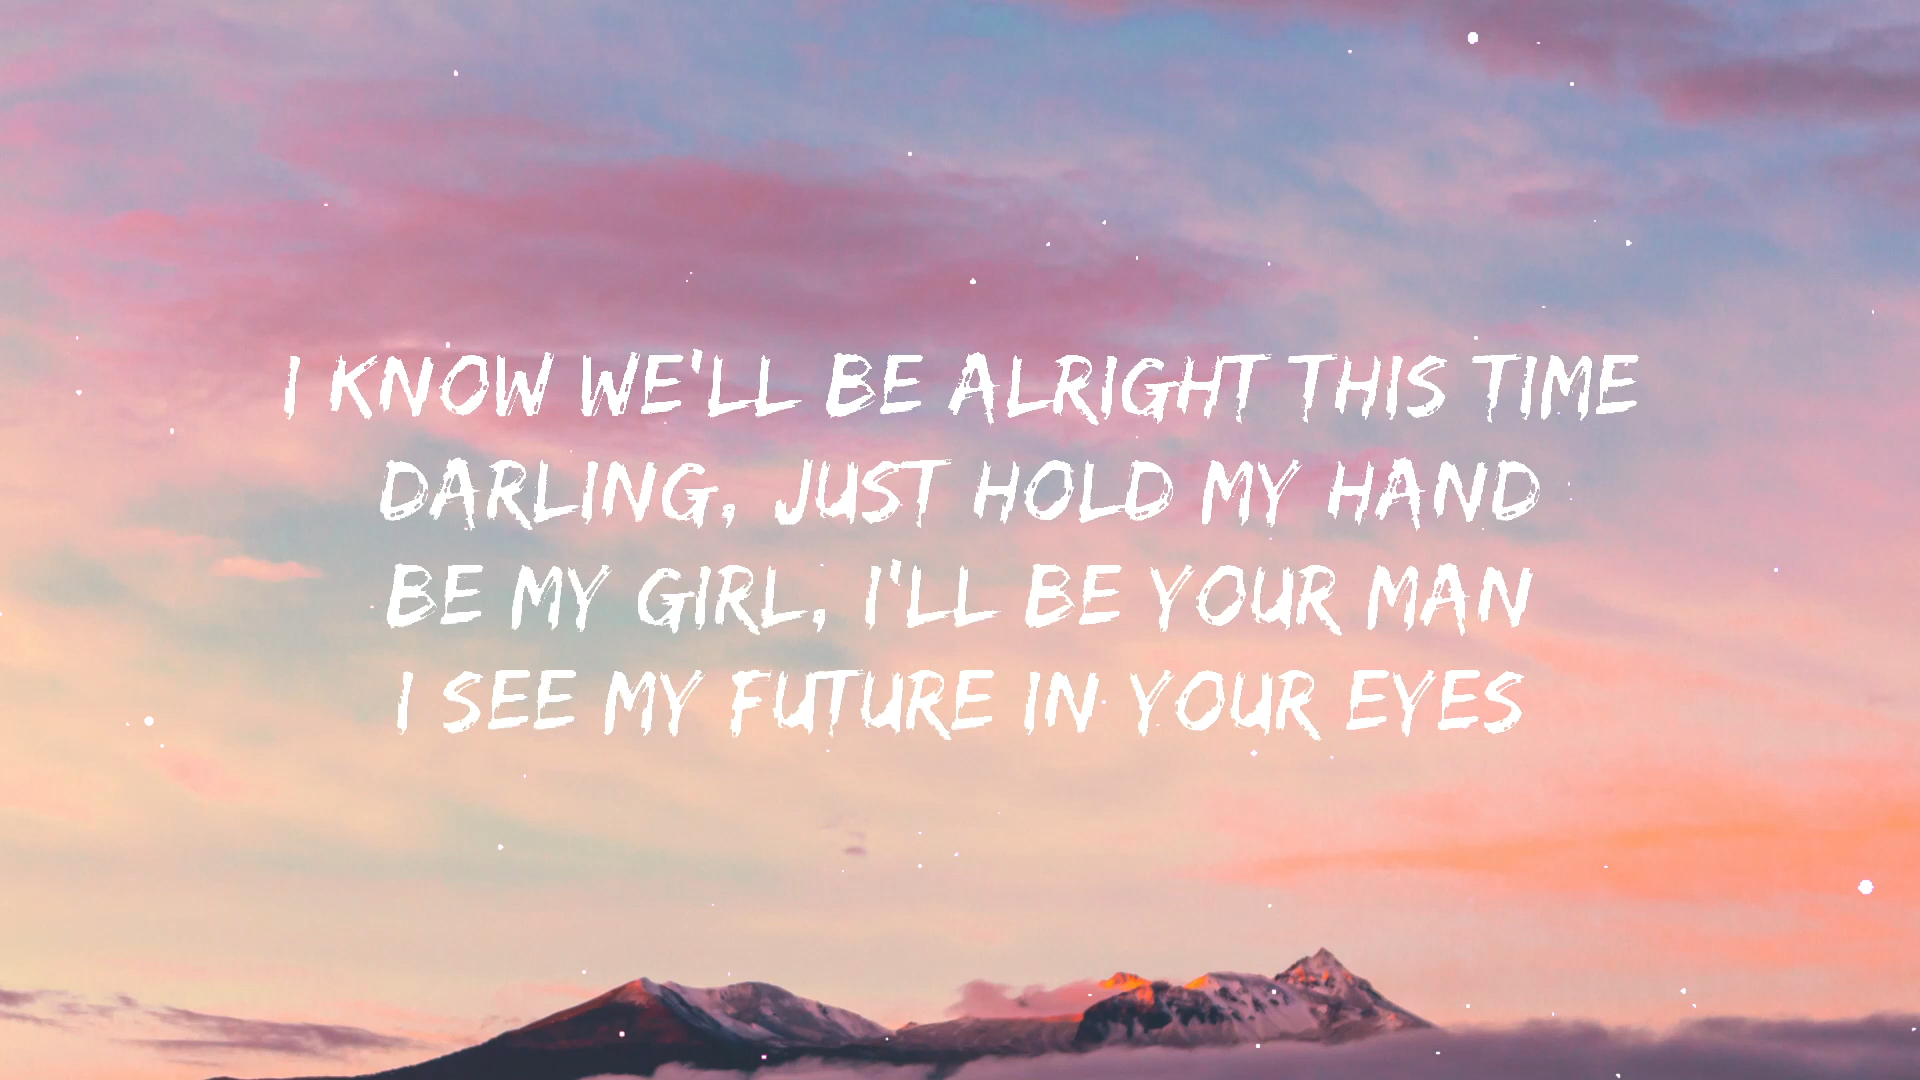 I KNOW WE'LL BE ALRIGHT THIS TIME
DARLING, JUST HOLD MY HAND
BE MY GIRL, I'LL BE YOUR MAN
I SEE MY FUTURE IN YOUR EYES